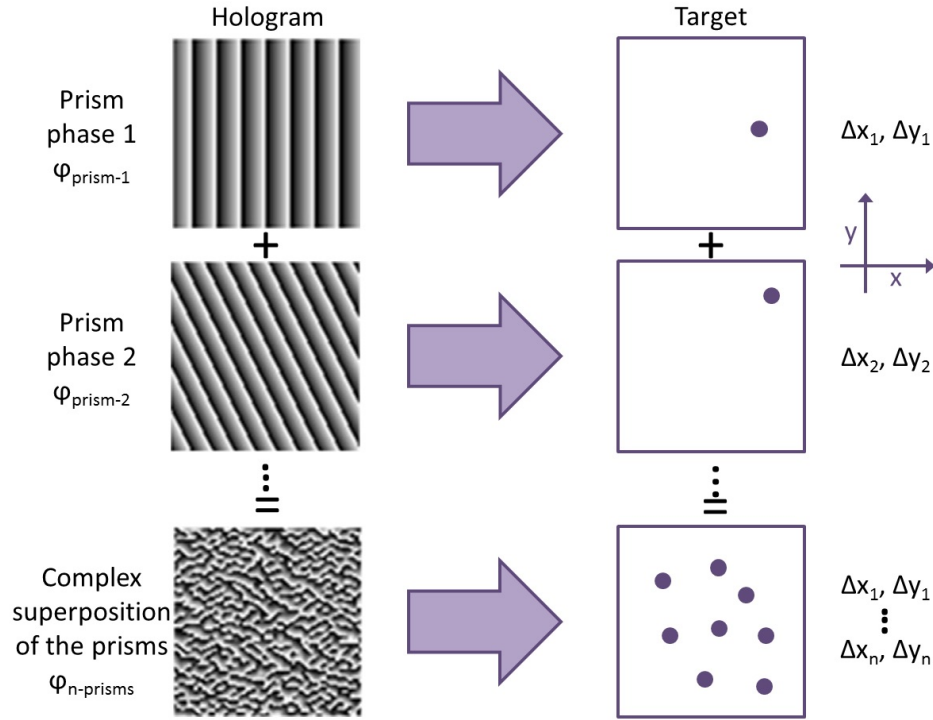 Hologram
Target
Prism
phase 1
φprism-1
Δx1, Δy1
+
+
y
x
Prism
phase 2
φprism-2
Δx2, Δy2
=
=
Complex
superposition
of the prisms
φn-prisms
Δx1, Δy1
Δxn, Δyn